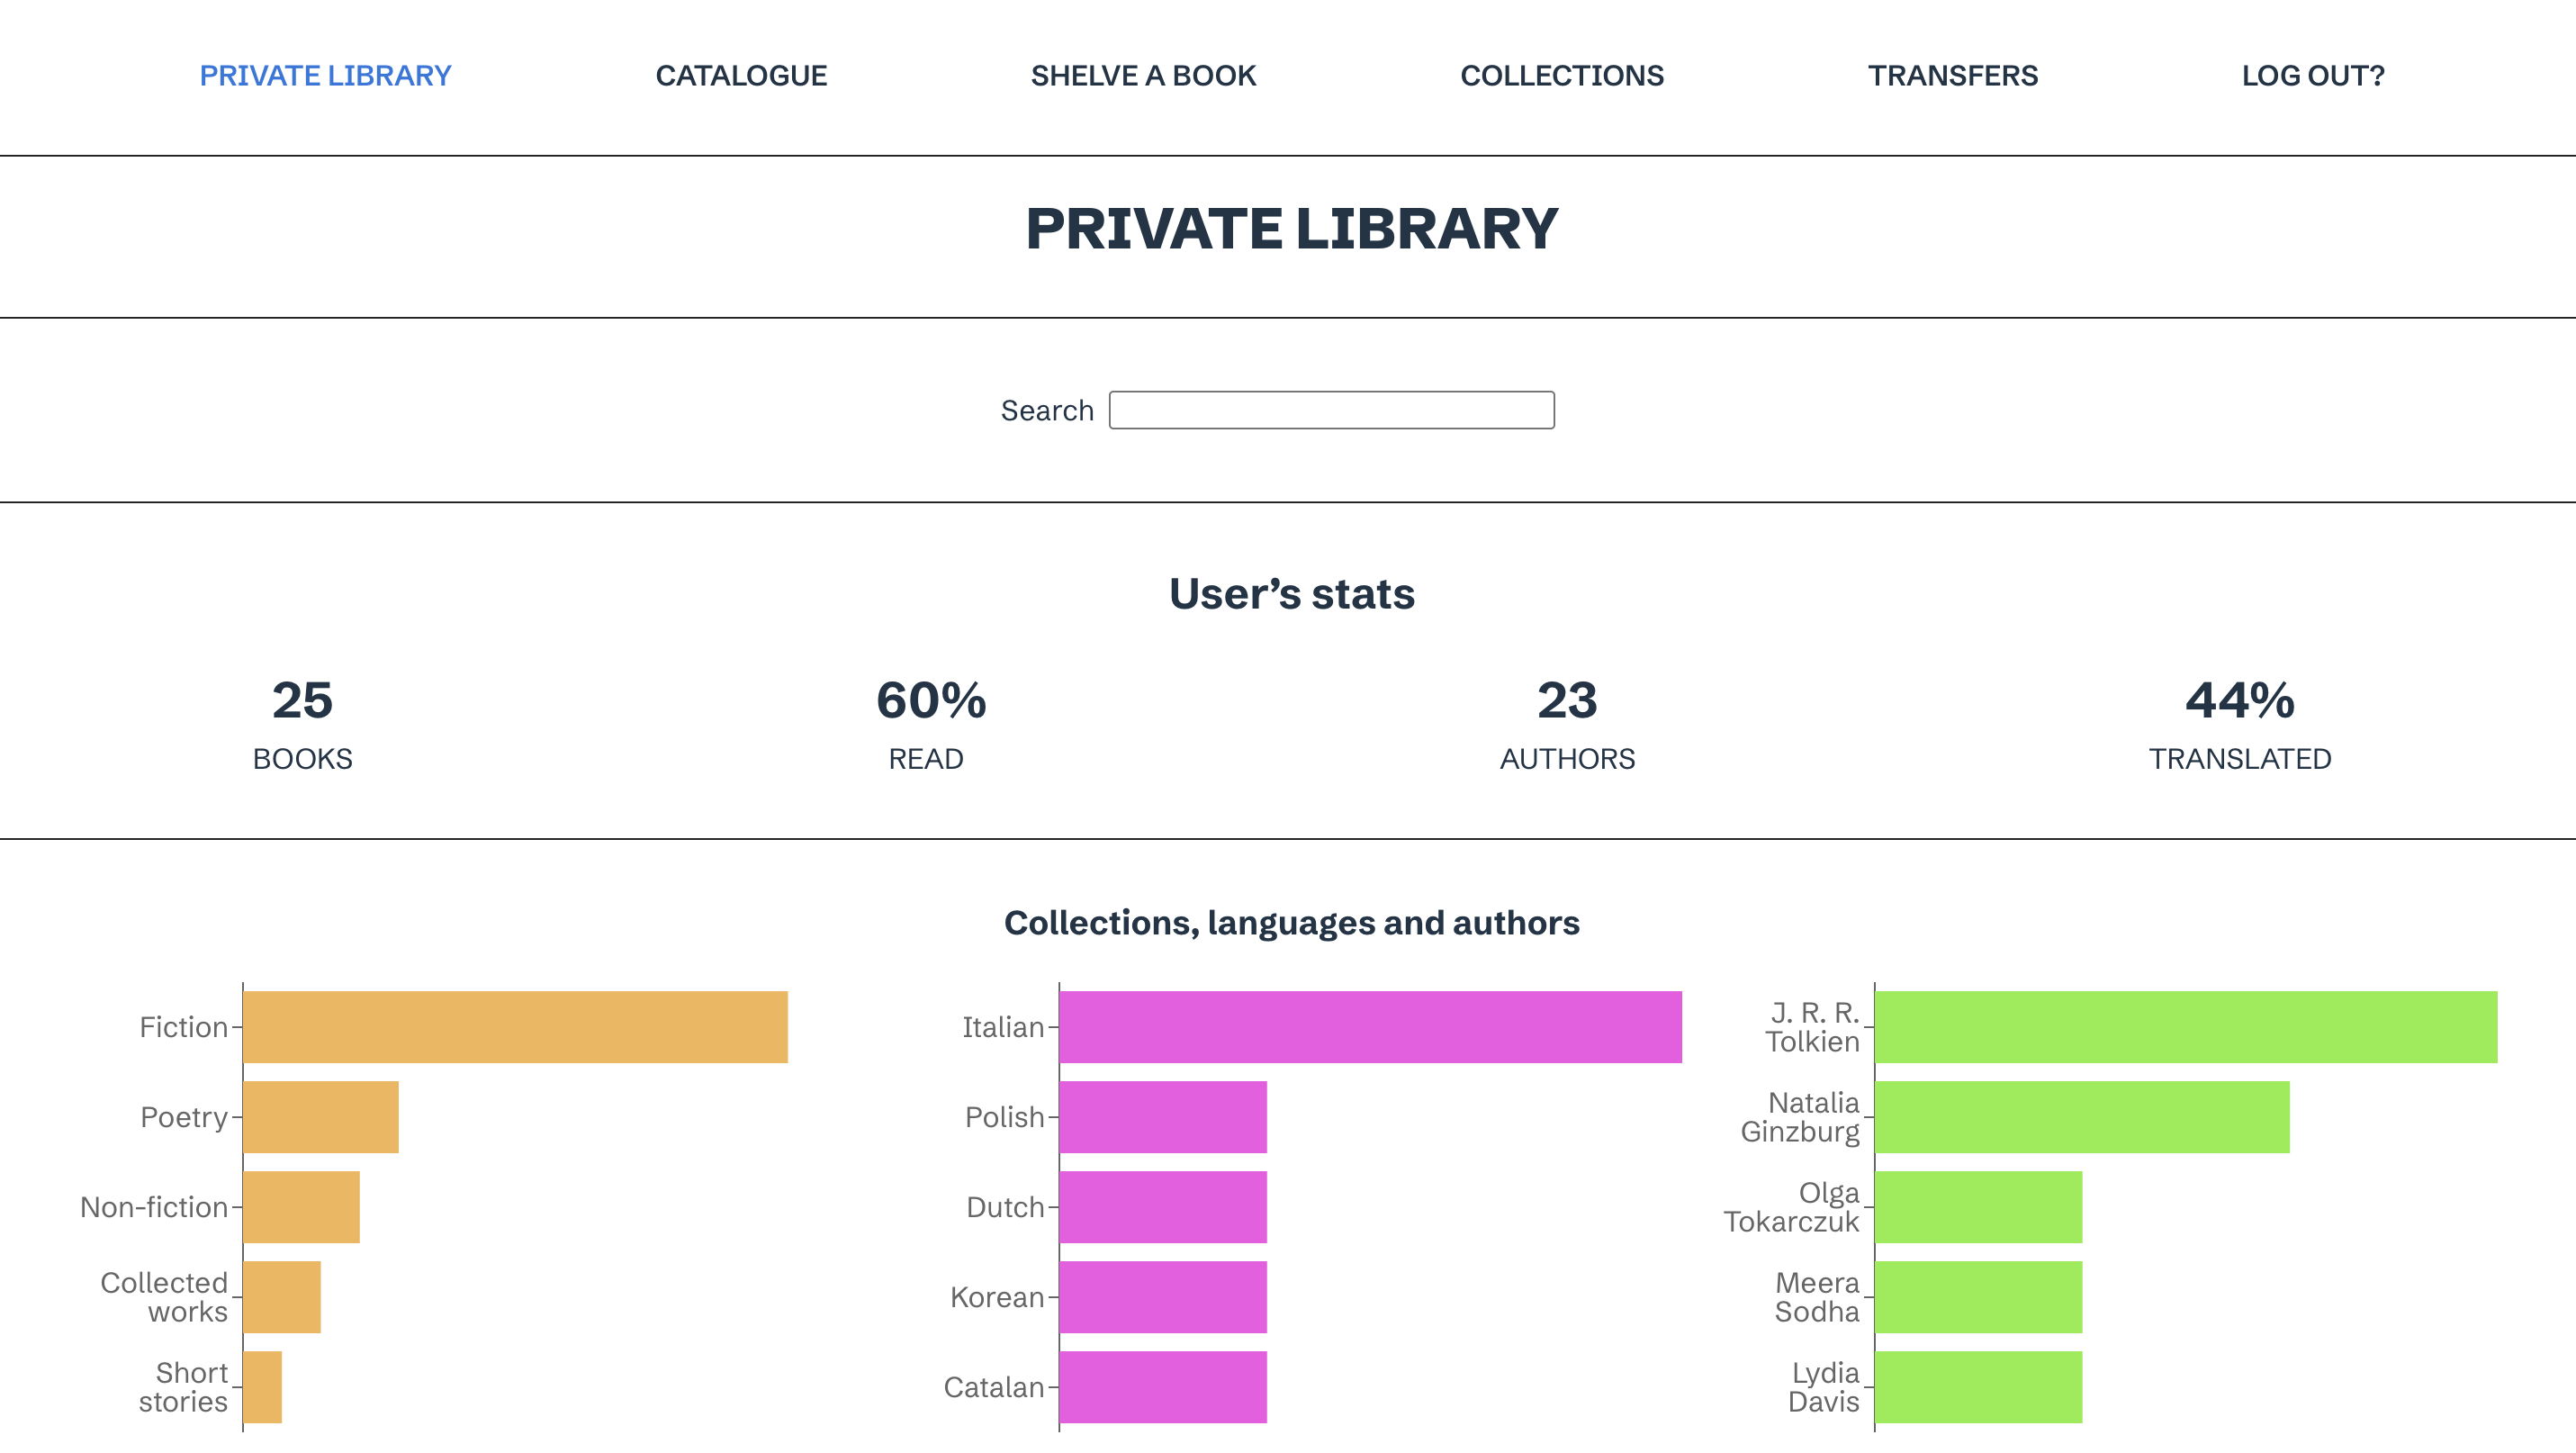 PRIVATE LIBRARY
CATALOGUE
SHELVE A BOOK
COLLECTIONS
TRANSFERS
LOG OUT?
PRIVATE LIBRARY
Search
User’s stats
25
BOOKS
60%
READ
23
AUTHORS
44%
TRANSLATED
Collections, languages and authors
Fiction
Poetry
Non-fiction
Collected
works
Short
stories
Italian
Polish
Dutch
Korean
Catalan
J. R. R.
Tolkien
Natalia
Ginzburg
Olga
Tokarczuk
Meera
Sodha
Lydia
Davis